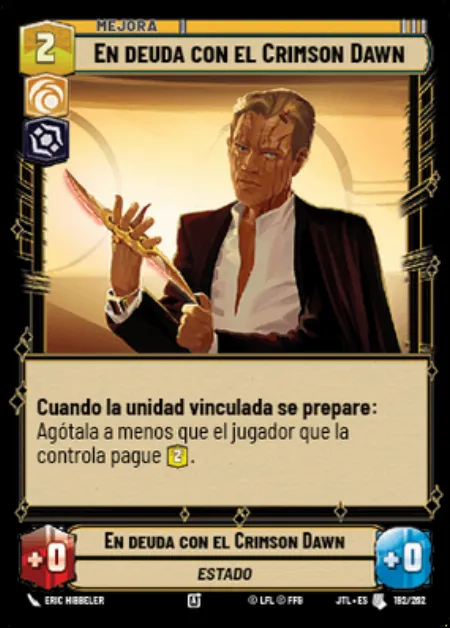 MEJORA
2
EN DEUDA CON EL CRIMSON DAWN
Cuando la unidad vinculada se prepare:
Agótala a menos que el jugador que la
controla pague 2.
EN DEUDA CON EL CRIMSON DAWN
+0
+0
ESTADO
ERIC HIBBELER
© LFL © FFG
JTL • ES
192/262